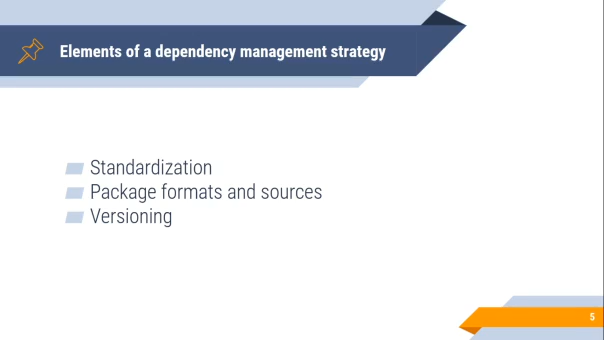 Elements of a dependency management strategy
Standardization
Package formats and sources
Versioning
5